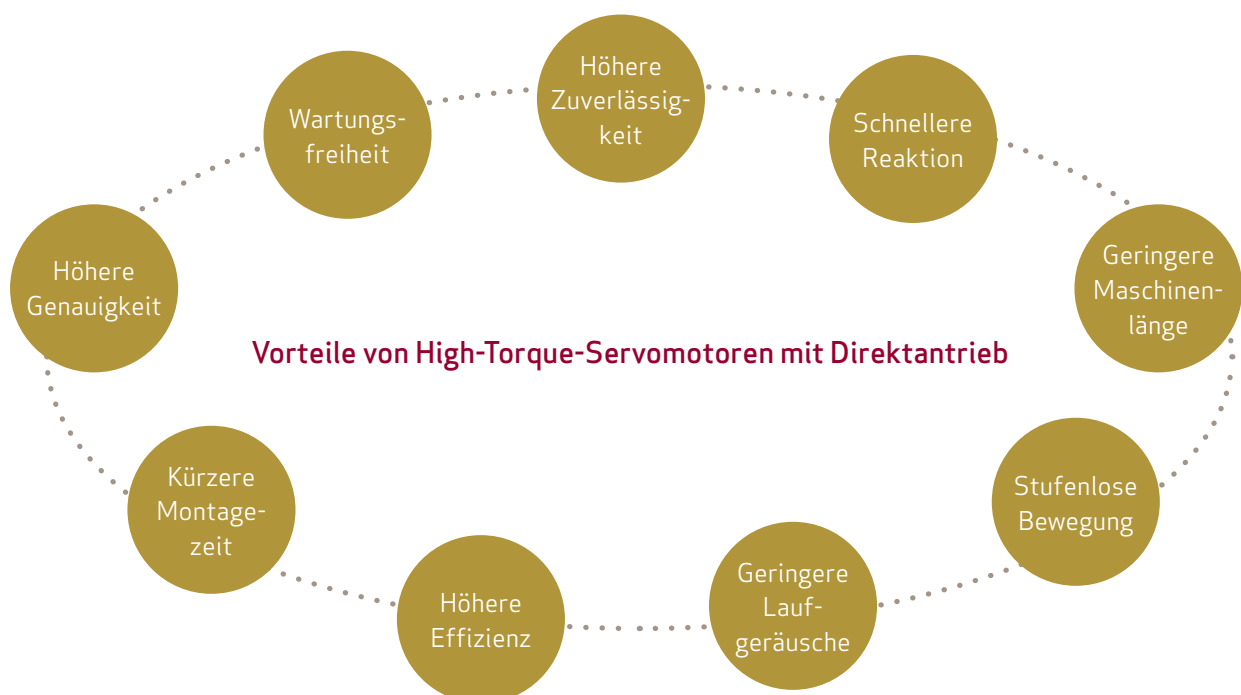 Höhere
Zuverlässig-
keit
Wartungs-
freiheit
Schnellere
Reaktion
Höhere
Genauigkeit
Geringere
Maschinen-
länge
Vorteile von High-Torque-Servomotoren mit Direktantrieb
Kürzere
Montage-
zeit
Stufenlose
Bewegung
Höhere
Effizienz
Geringere
Lauf-
geräusche